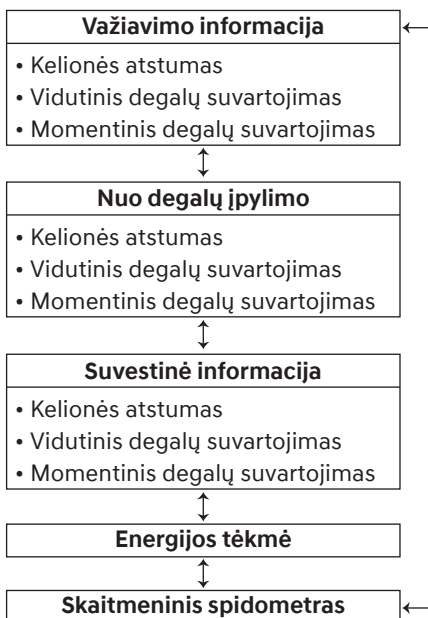 Važiavimo informacija
• Kelionės atstumas
• Vidutinis degalų suvartojimas
• Momentinis degalų suvartojimas
Nuo degalų įpylimo
• Kelionės atstumas
• Vidutinis degalų suvartojimas
• Momentinis degalų suvartojimas
Suvestinė informacija
• Kelionės atstumas
• Vidutinis degalų suvartojimas
• Momentinis degalų suvartojimas
Energijos tėkmė
Skaitmeninis spidometras